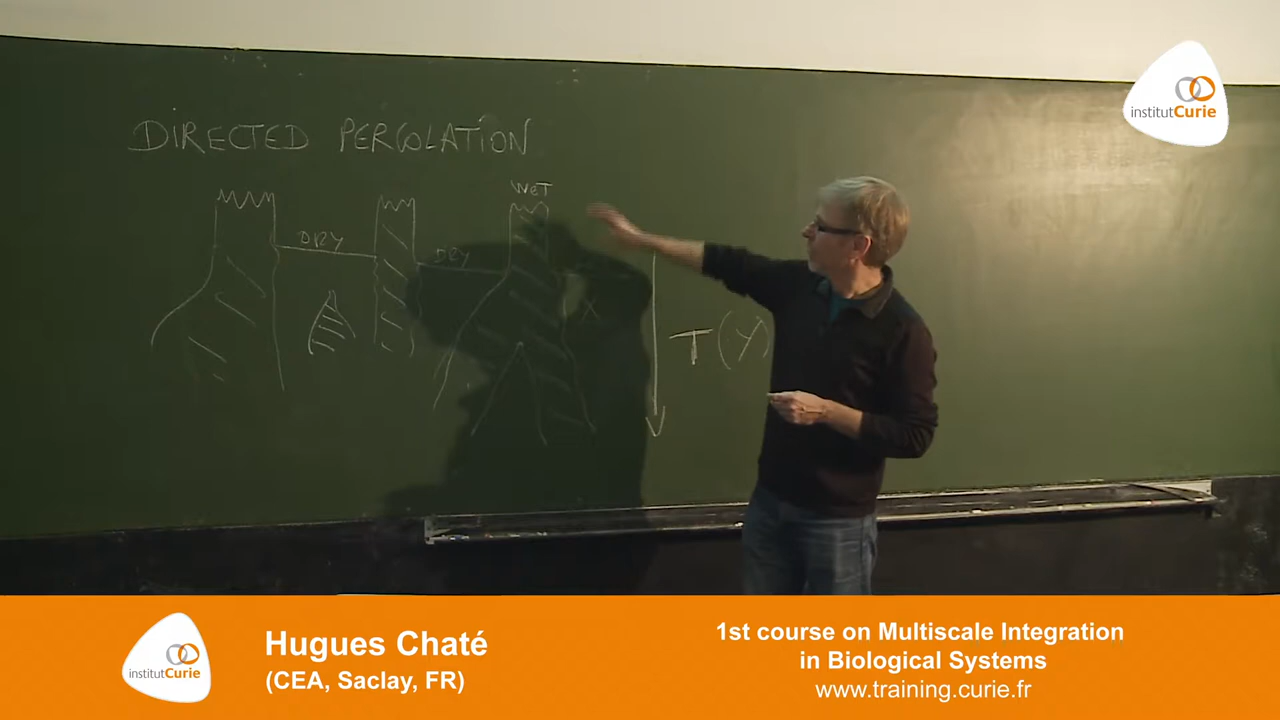 institutCurie
DIRECTED PERCOLATION
WeT
DRY
DRY
X
T(Y)
institutCurie
Hugues Chaté
(CEA, Saclay, FR)
1st course on Multiscale Integration
in Biological Systems
www.training.curie.fr